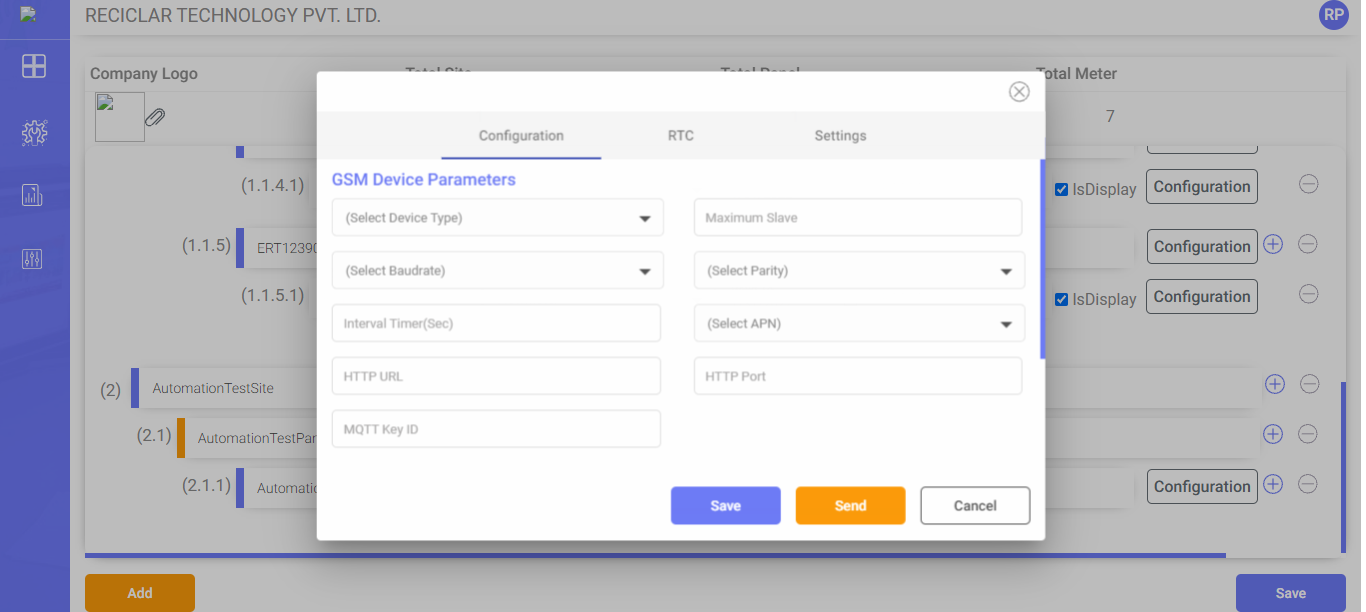 RECICLAR TECHNOLOGY PVT. LTD.
RP
Company Logo
Total Site
Total Panel
Total Meter
7
Configuration
RTC
Settings
GSM Device Parameters
(Select Device Type)
Maximum Slave
(Select Baudrate)
(Select Parity)
Interval Timer(Sec)
(Select APN)
HTTP URL
HTTP Port
MQTT Key ID
Save
Send
Cancel
(1.1.4.1)
IsDisplay
Configuration
(1.1.5)
ERT1239
Configuration
(1.1.5.1)
IsDisplay
Configuration
(2)
AutomationTestSite
(2.1)
AutomationTestPan
(2.1.1)
Automati
Configuration
Add
Save